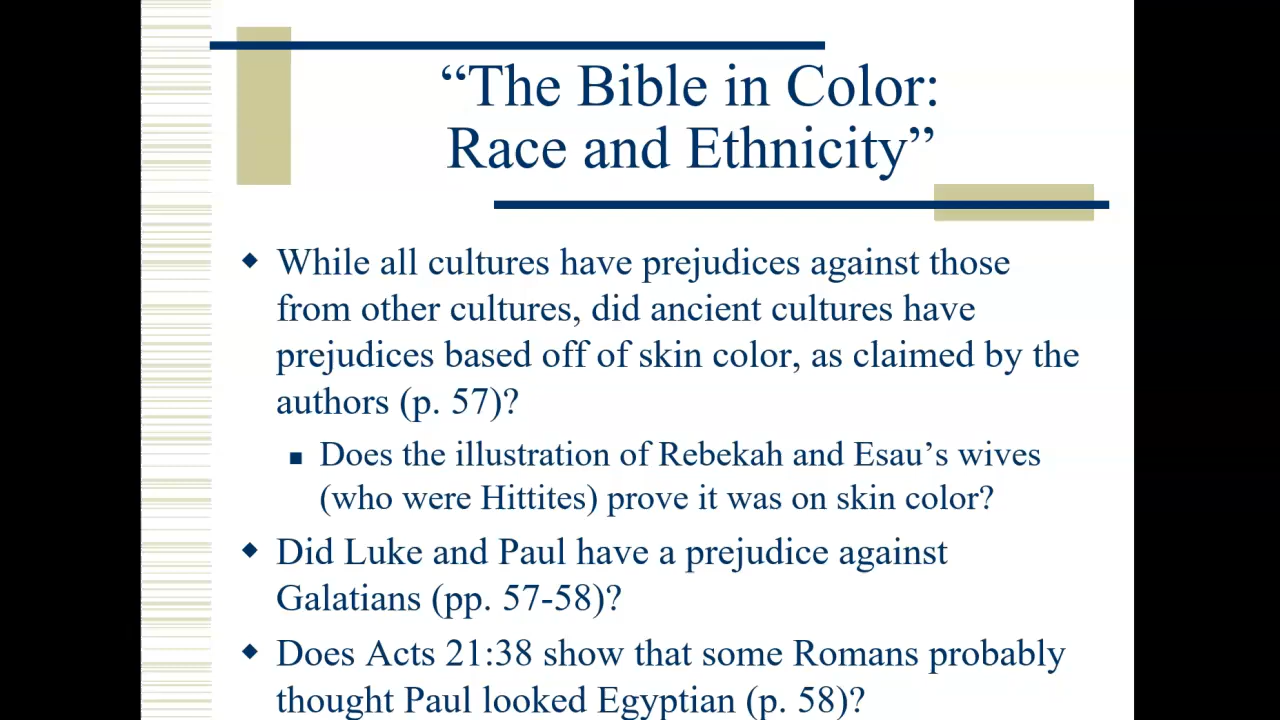 “The Bible in Color:
Race and Ethnicity”
While all cultures have prejudices against those
from other cultures, did ancient cultures have
prejudices based off of skin color, as claimed by the
authors (p. 57)?
Does the illustration of Rebekah and Esau’s wives
(who were Hittites) prove it was on skin color?
Did Luke and Paul have a prejudice against
Galatians (pp. 57-58)?
Does Acts 21:38 show that some Romans probably
thought Paul looked Egyptian (p. 58)?